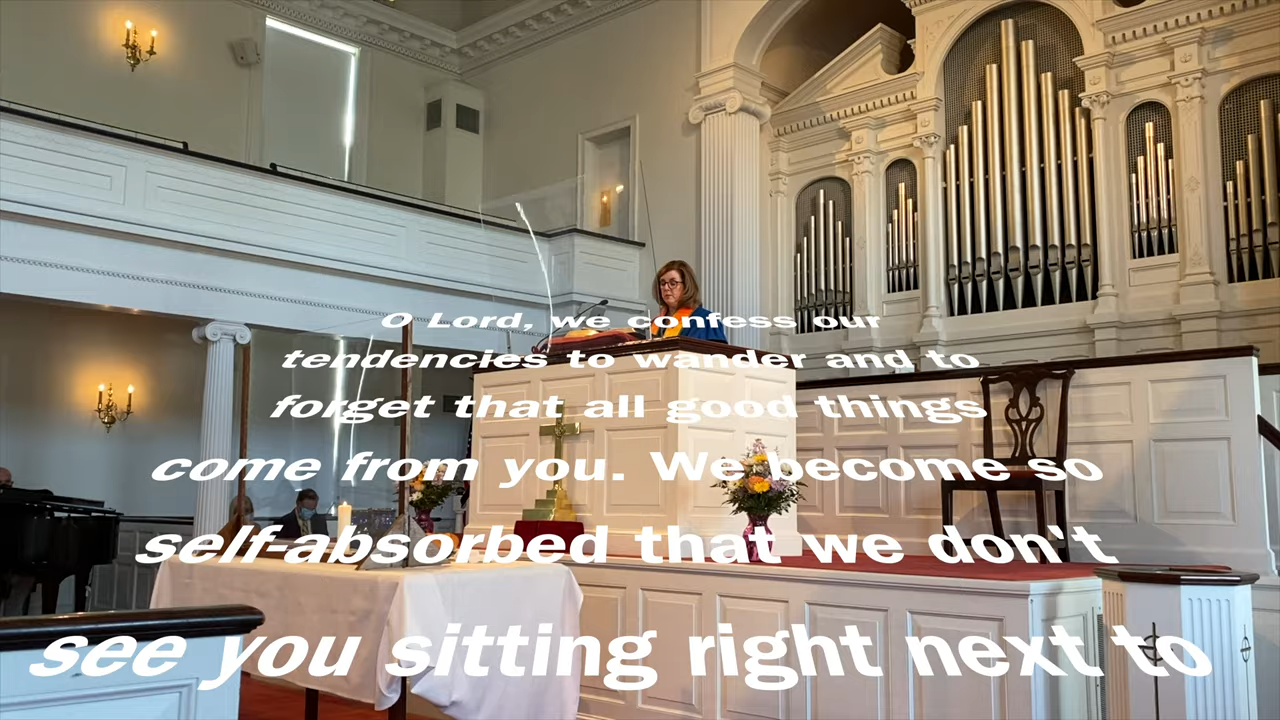 O Lord, we confess our
tendencies to wander and to
forget that all good things
come from you. We become so
self-absorbed that we don't
see you sitting right next to